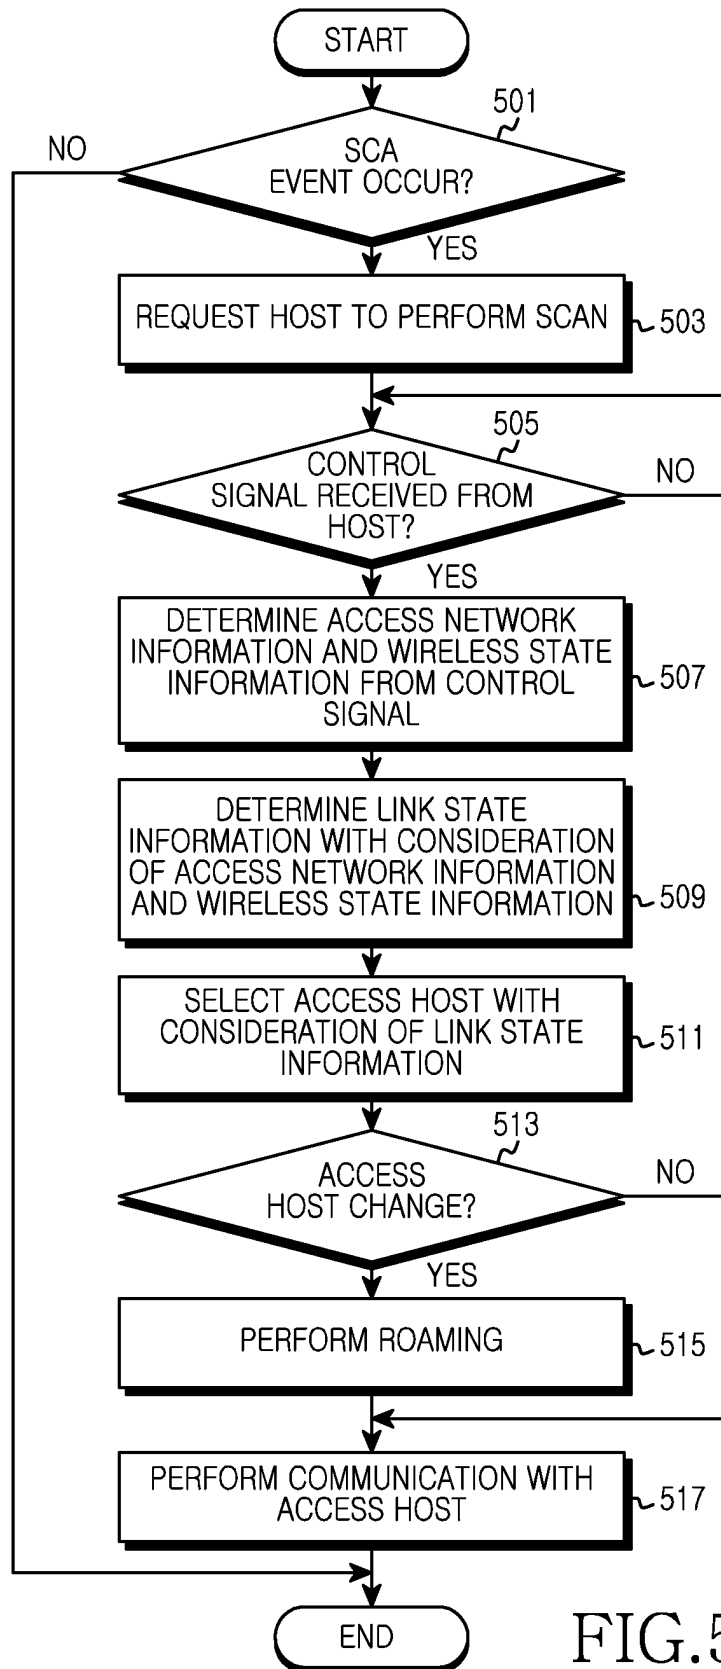 START
501
NO
SCA
EVENT OCCUR?
YES
REQUEST HOST TO PERFORM SCAN
503
505
CONTROL
SIGNAL RECEIVED FROM
HOST?
NO
YES
DETERMINE ACCESS NETWORK
INFORMATION AND WIRELESS STATE
INFORMATION FROM CONTROL
SIGNAL
507
DETERMINE LINK STATE
INFORMATION WITH CONSIDERATION
OF ACCESS NETWORK INFORMATION
AND WIRELESS STATE INFORMATION
509
SELECT ACCESS HOST WITH
CONSIDERATION OF LINK STATE
INFORMATION
511
513
ACCESS
HOST CHANGE?
NO
YES
PERFORM ROAMING
515
PERFORM COMMUNICATION WITH
ACCESS HOST
517
END
FIG.5